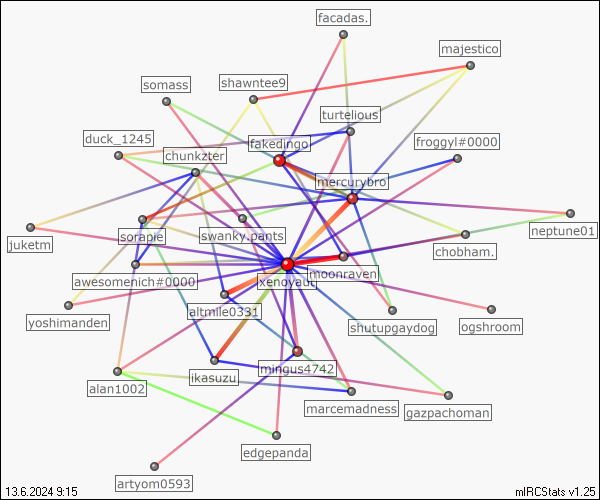 facadas.
majestico
somass
shawntee9
turtelious
duck_1245
fakedingo
froggyl#0000
chunkzter
mercurybro
sorapie
swanky.pants
neptune01
juketm
chobham.
moonraven
awesomenich#0000
altmile0331
yoshimanden
shutupgaydog
ogshroom
mingus4742
ikasuzu
alan1002
marcemadness
gazpachoman
edgepanda
artyom0593
13.6.2024 9:15
mIRCStats v1.25